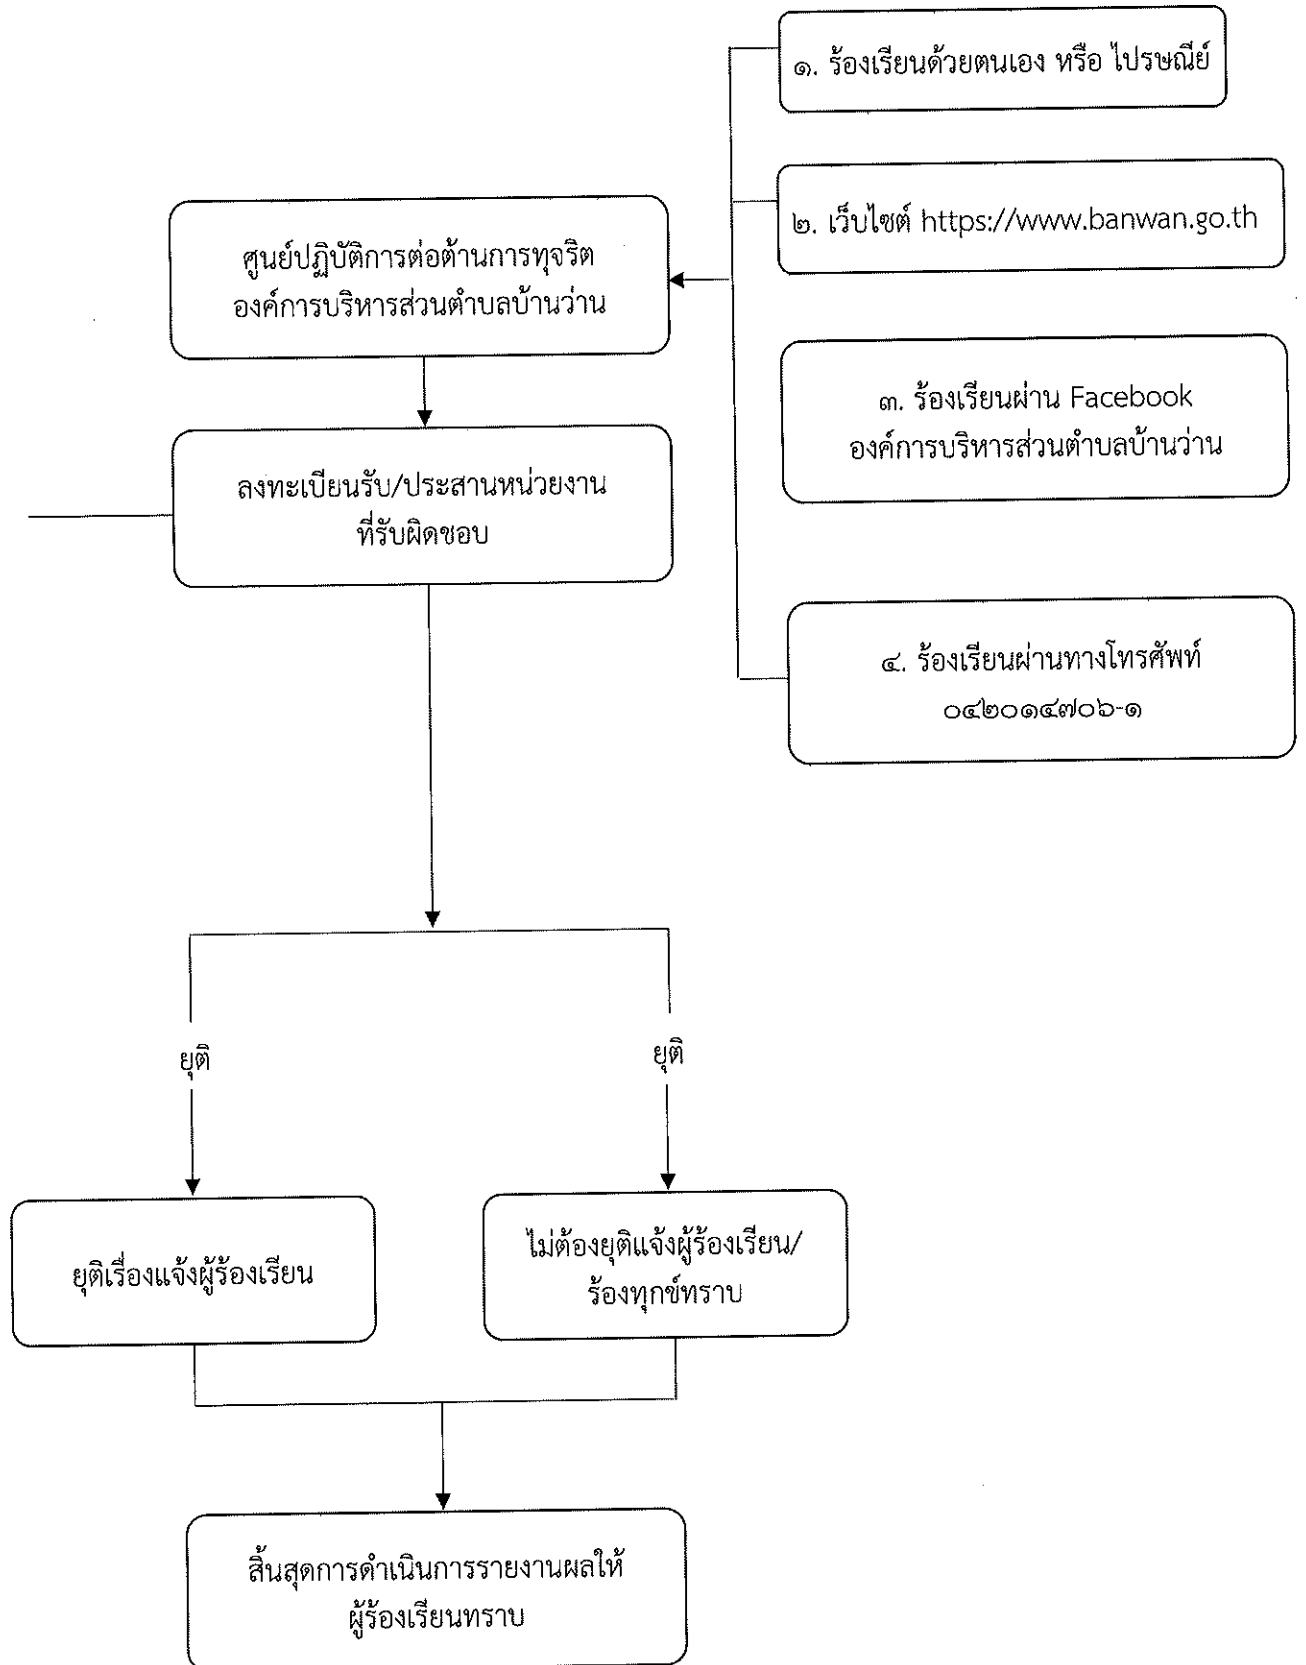 ๑. ร้องเรียนด้วยตนเอง หรือ ไปรษณีย์
๒. เว็บไซต์ https://www.banwan.go.th
ศูนย์ปฏิบัติการต่อต้านการทุจริต
องค์การบริหารส่วนตำบลบ้านว่าน
๓. ร้องเรียนผ่าน Facebook
องค์การบริหารส่วนตำบลบ้านว่าน
ลงทะเบียนรับ/ประสานหน่วยงาน
ที่รับผิดชอบ
๔. ร้องเรียนผ่านทางโทรศัพท์
๐๔๒๐๑๔๗๐๖-๑
ยุติ
ยุติ
ยุติเรื่องแจ้งผู้ร้องเรียน
ไม่ต้องยุติแจ้งผู้ร้องเรียน/
ร้องทุกข์ทราบ
สิ้นสุดการดำเนินการรายงานผลให้
ผู้ร้องเรียนทราบ